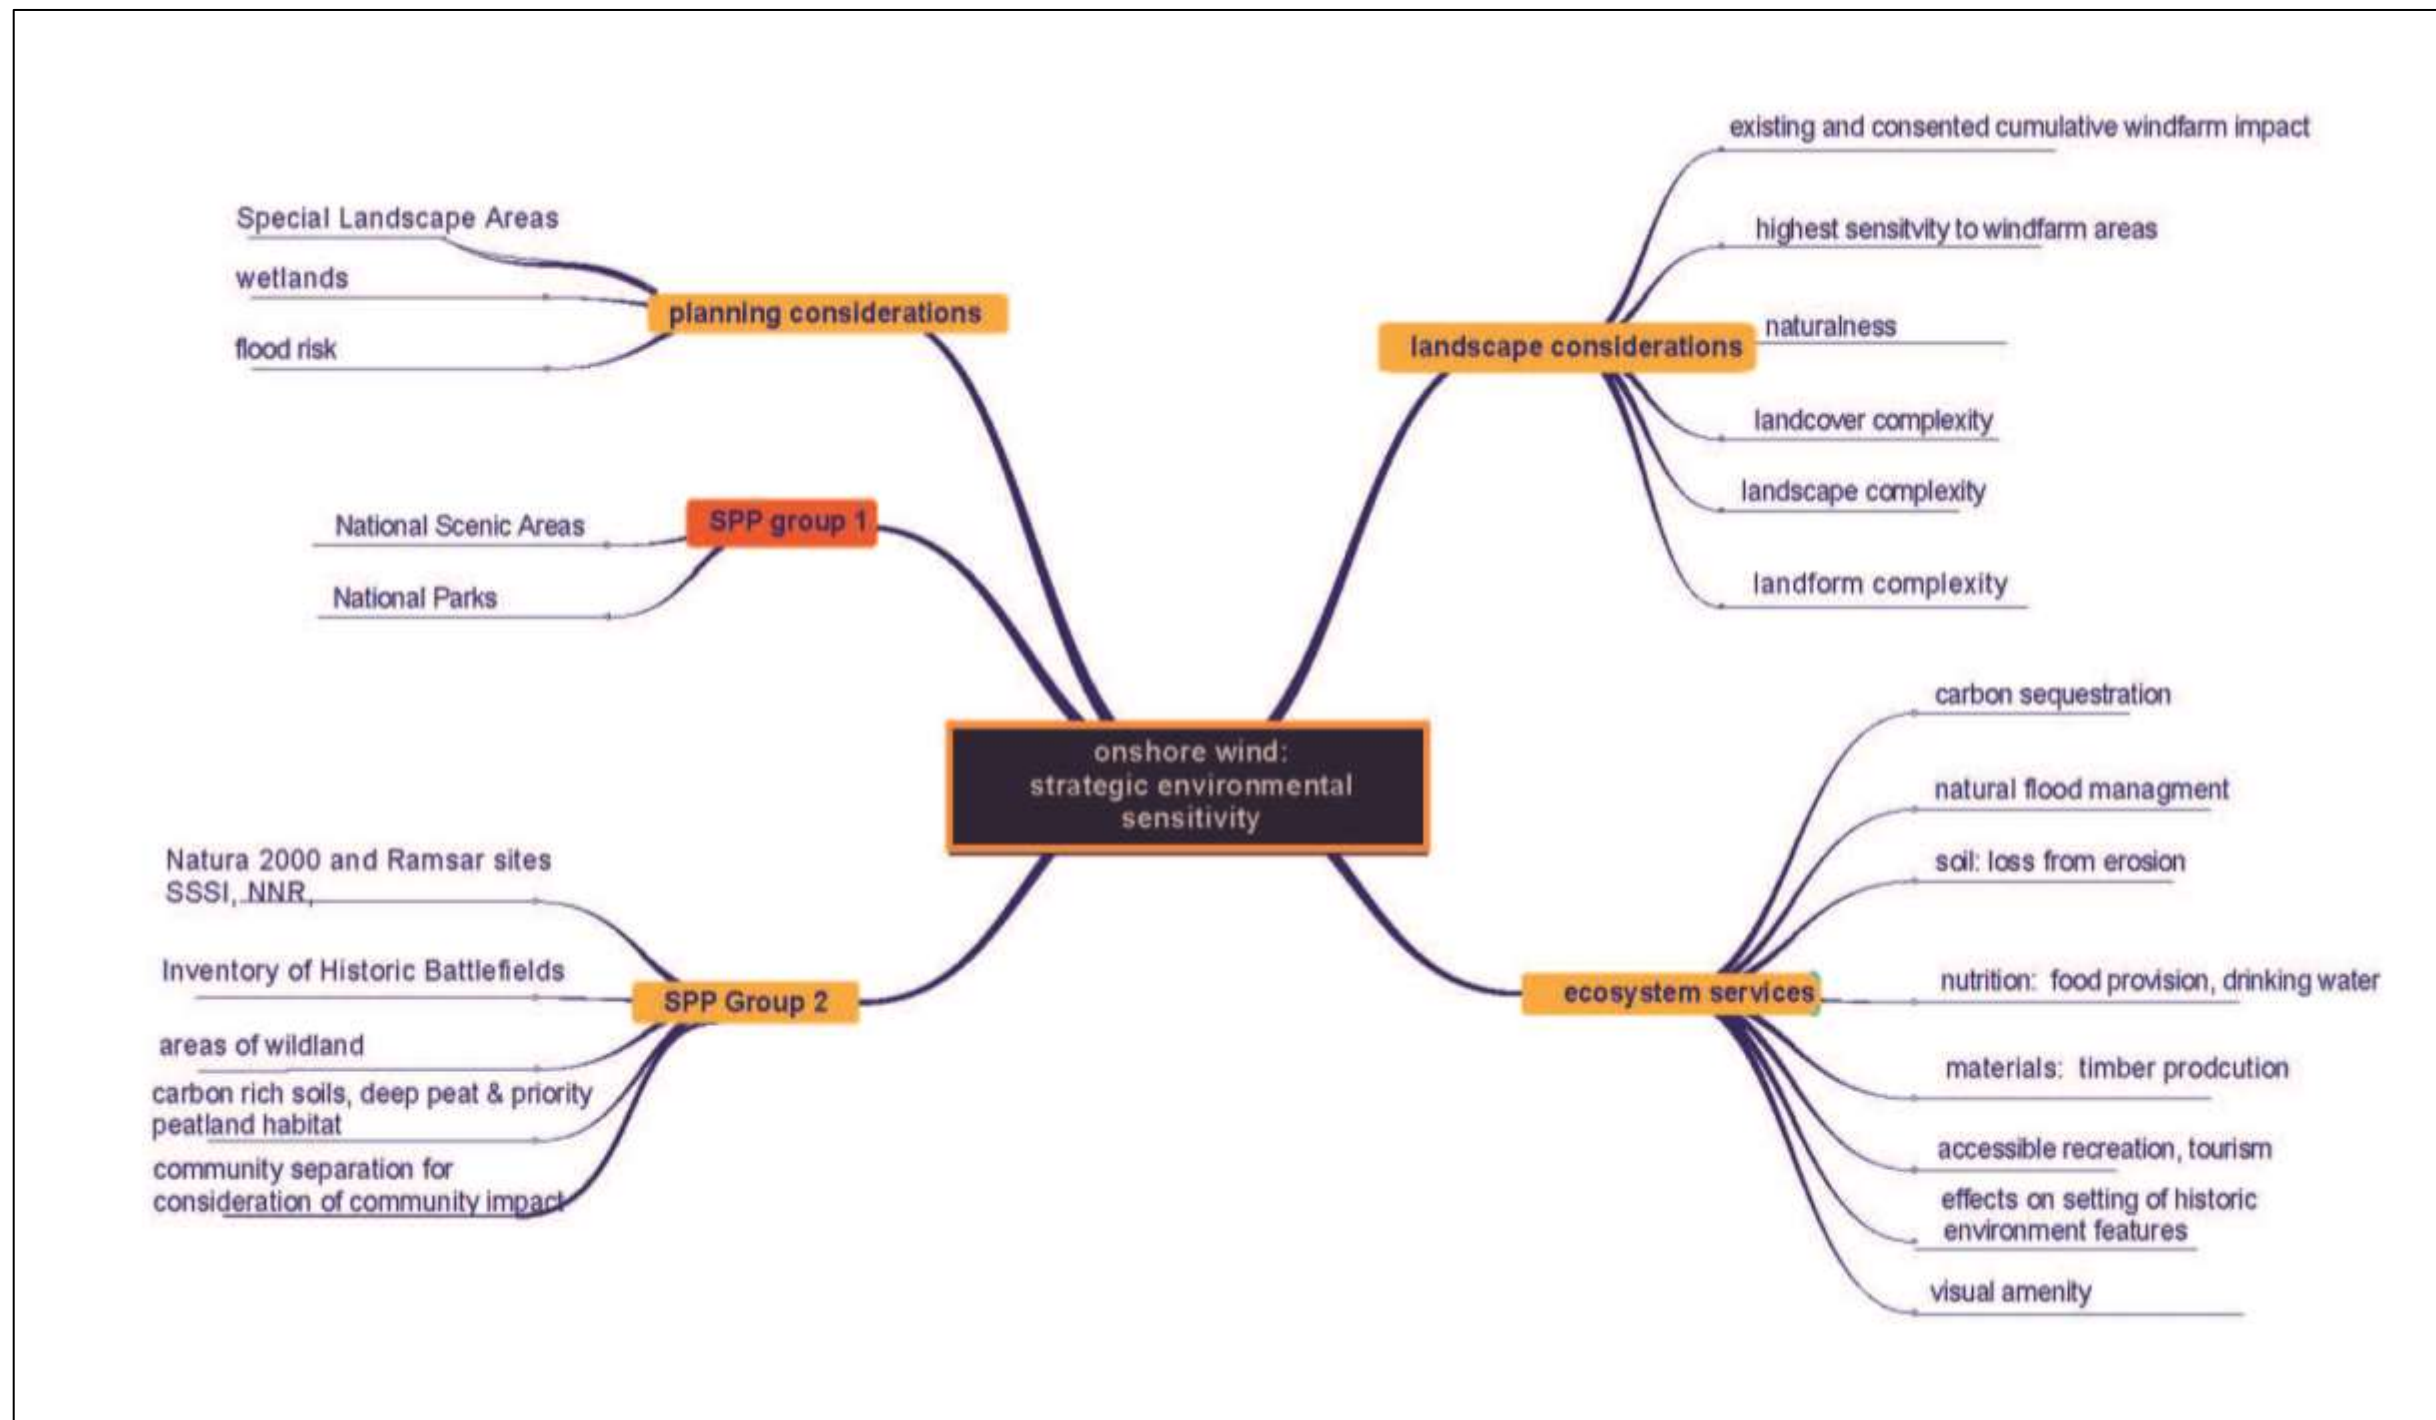 existing and consented cumulative windfarm impact
highest sensitvity to windfarm areas
naturalness
landscape considerations
landcover complexity
landscape complexity
landform complexity
Special Landscape Areas
wetlands
planning considerations
flood risk
SPP group 1
National Scenic Areas
National Parks
onshore wind:
strategic environmental
sensitivity
Natura 2000 and Ramsar sites
SSSI, NNR,
Inventory of Historic Battlefields
SPP Group 2
areas of wildland
carbon rich soils, deep peat & priority
peatland habitat
community separation for
consideration of community impact
carbon sequestration
natural flood managment
soil: loss from erosion
ecosystem services
nutrition: food provision, drinking water
materials: timber prodcution
accessible recreation, tourism
effects on setting of historic
environment features
visual amenity